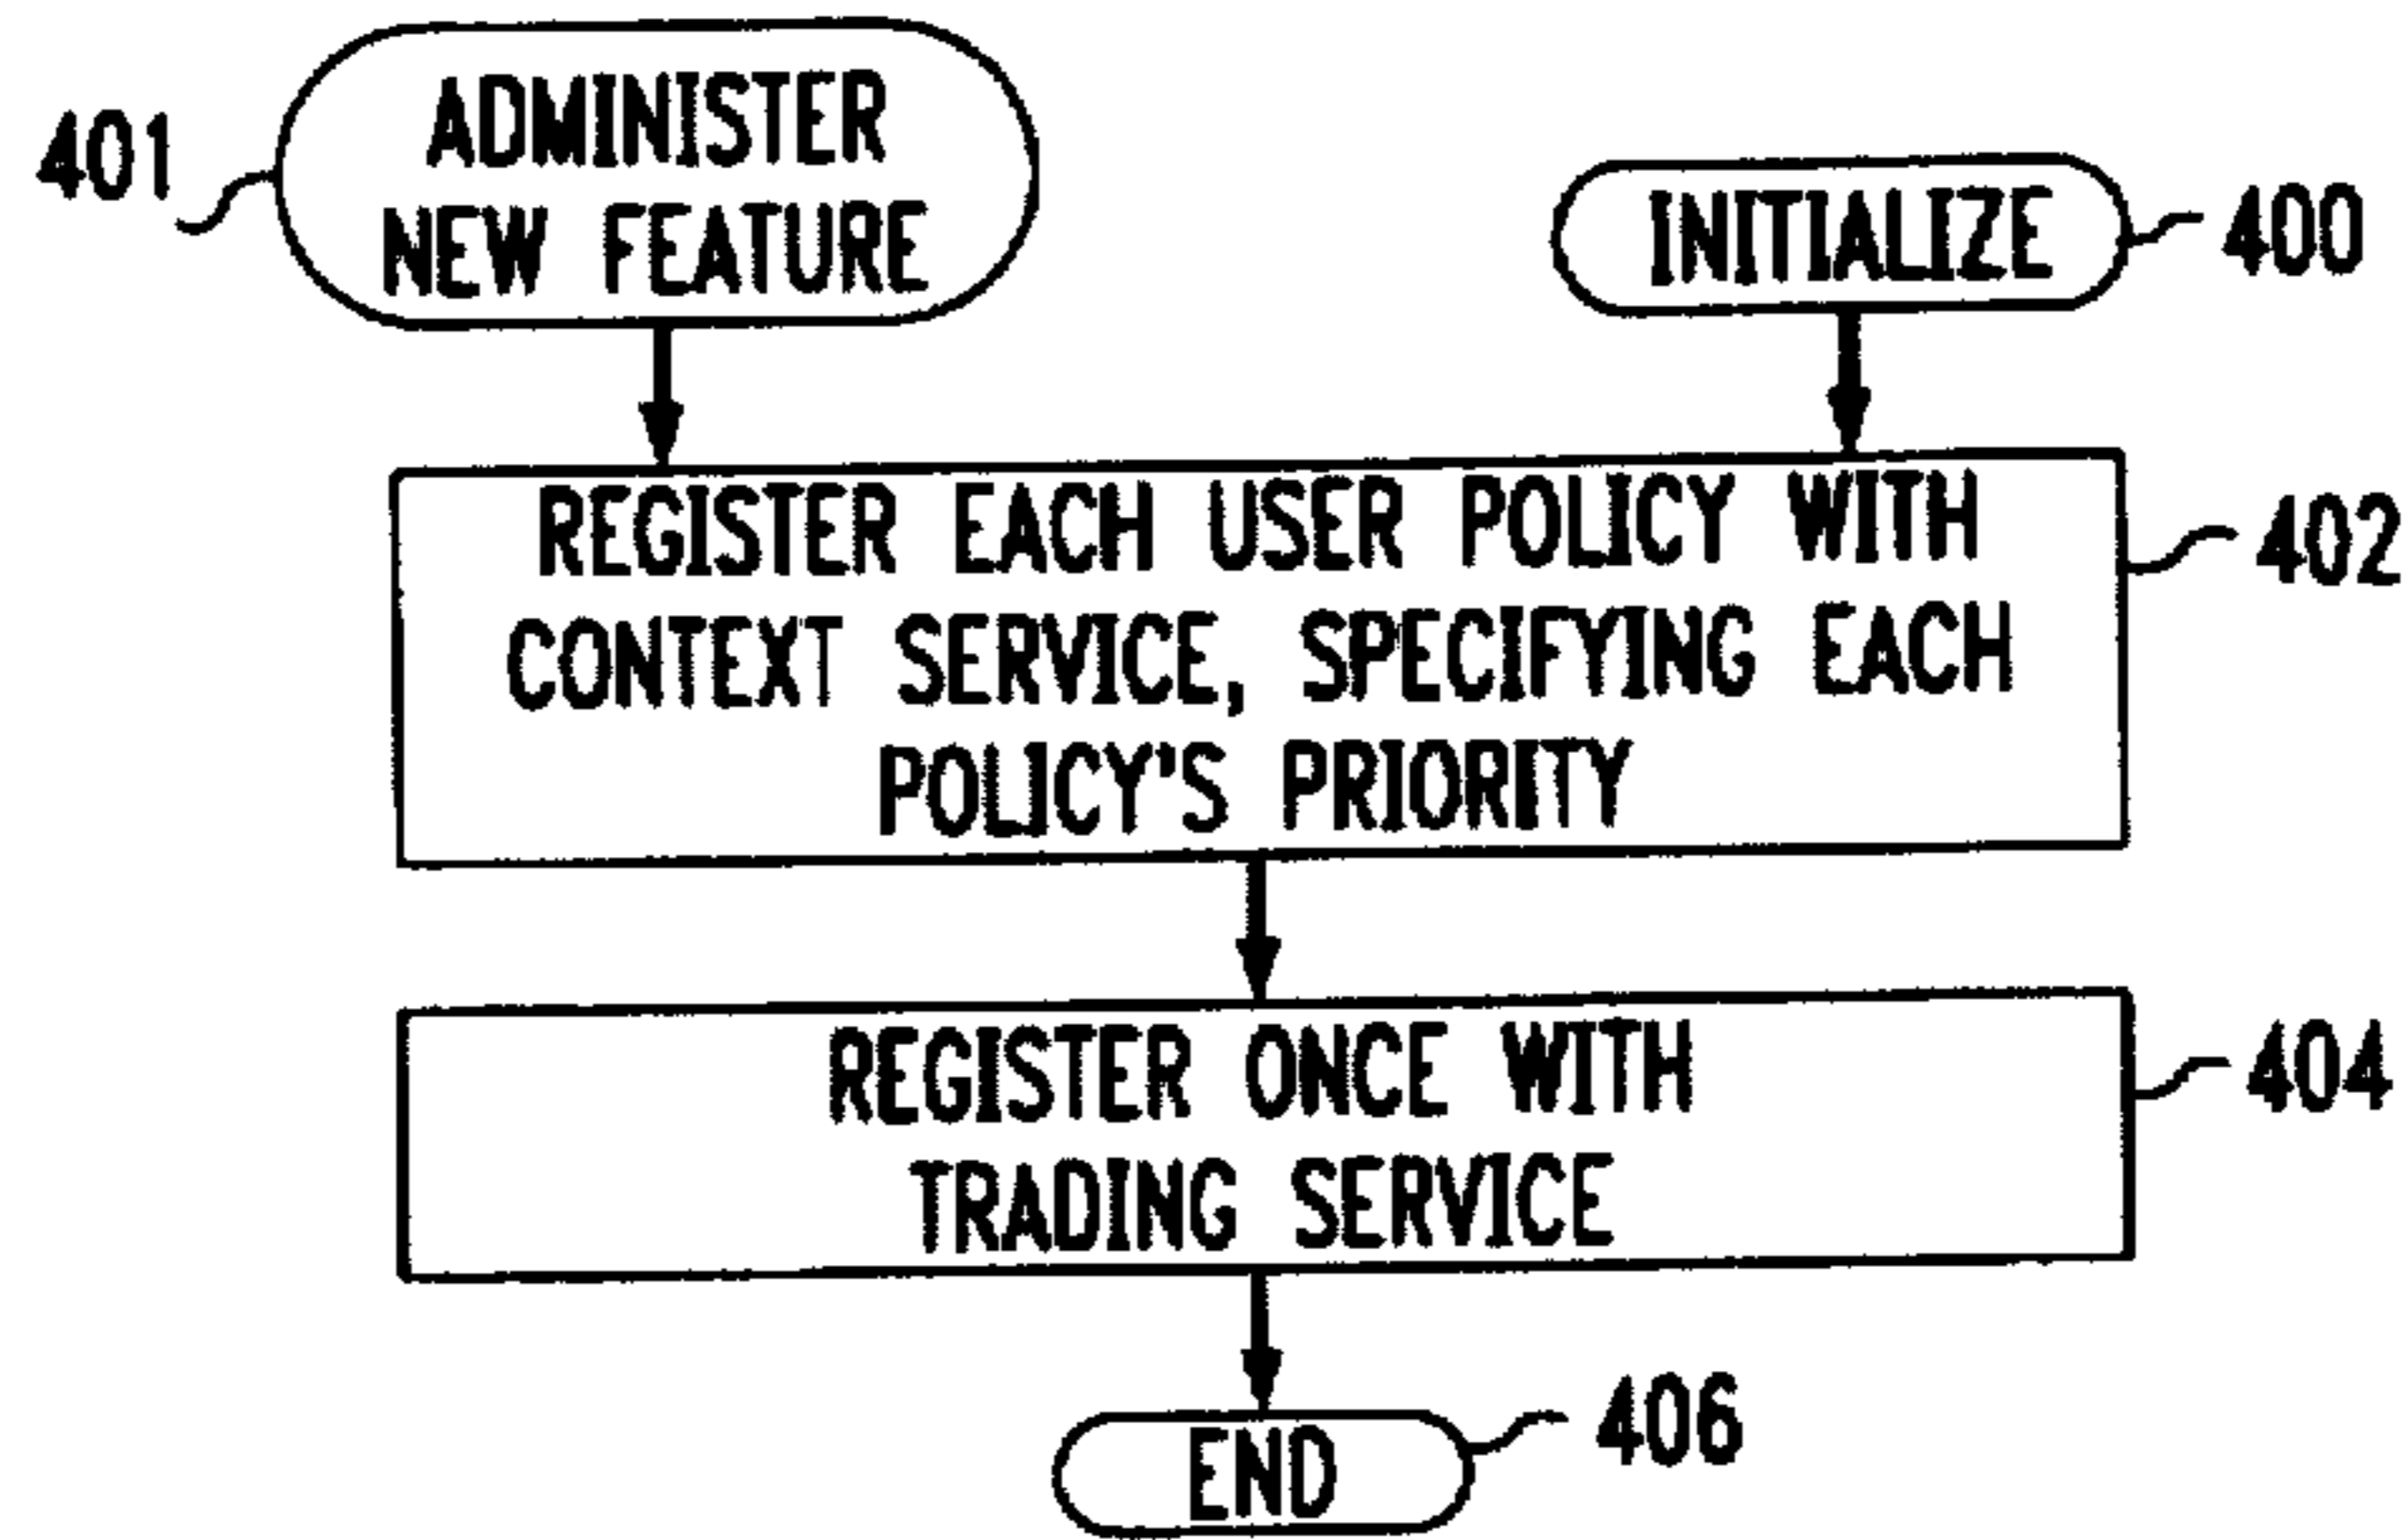 401
ADMINISTER
NEW FEATURE
INITIALIZE
400
REGISTER EACH USER POLICY WITH
CONTEXT SERVICE, SPECIFYING EACH
POLICY'S PRIORITY
402
REGISTER ONCE WITH
TRADING SERVICE
404
END
406